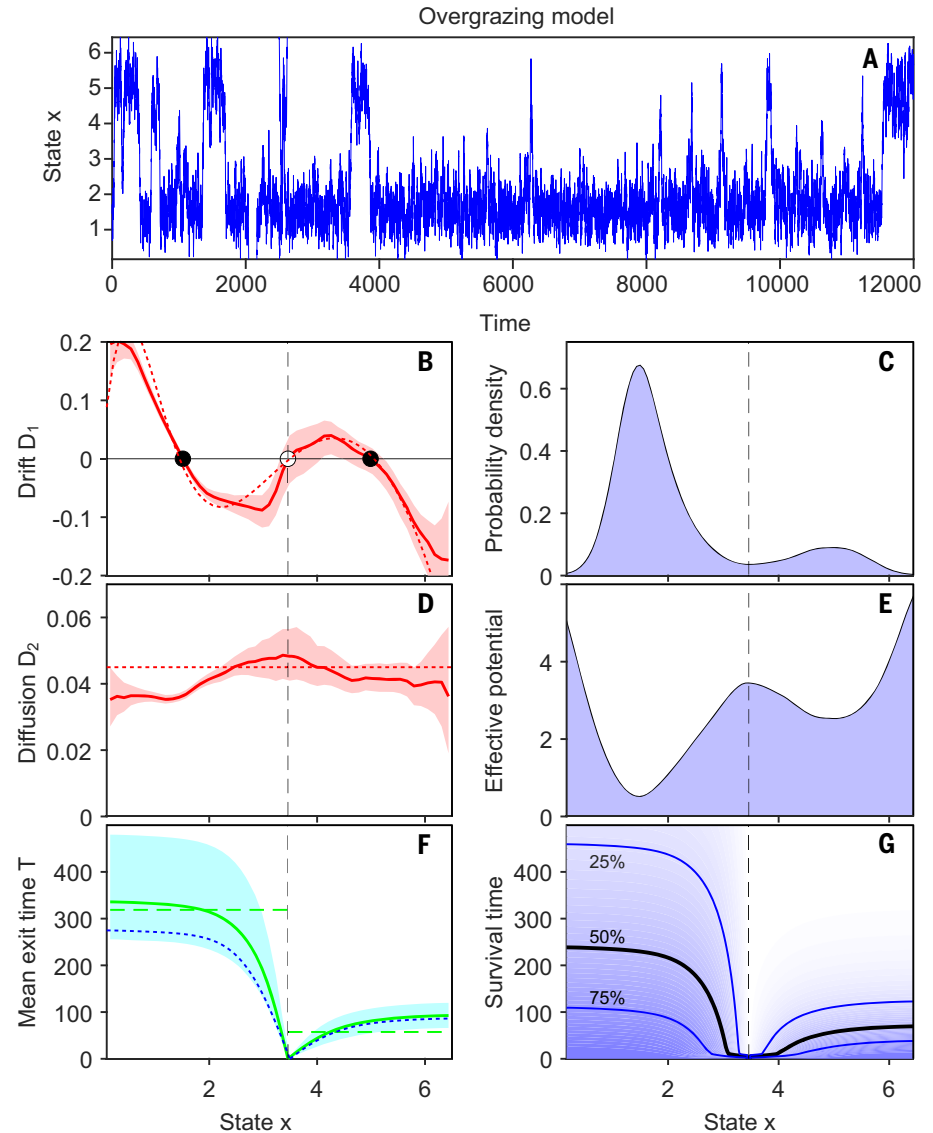 Overgrazing model
A
State x
6
5
4
3
2
1
0 2000 4000 6000 8000 10000 12000
Time
B
Drift D₁
0.2
0.1
0
-0.1
-0.2
C
Probability density
0.6
0.4
0.2
0
D
Diffusion D₂
0.06
0.04
0.02
0
E
Effective potential
4
2
0
F
Mean exit time T
400
300
200
100
0
2 4 6
State x
G
Survival time
400
300
200
100
0
25%
50%
75%
2 4 6
State x